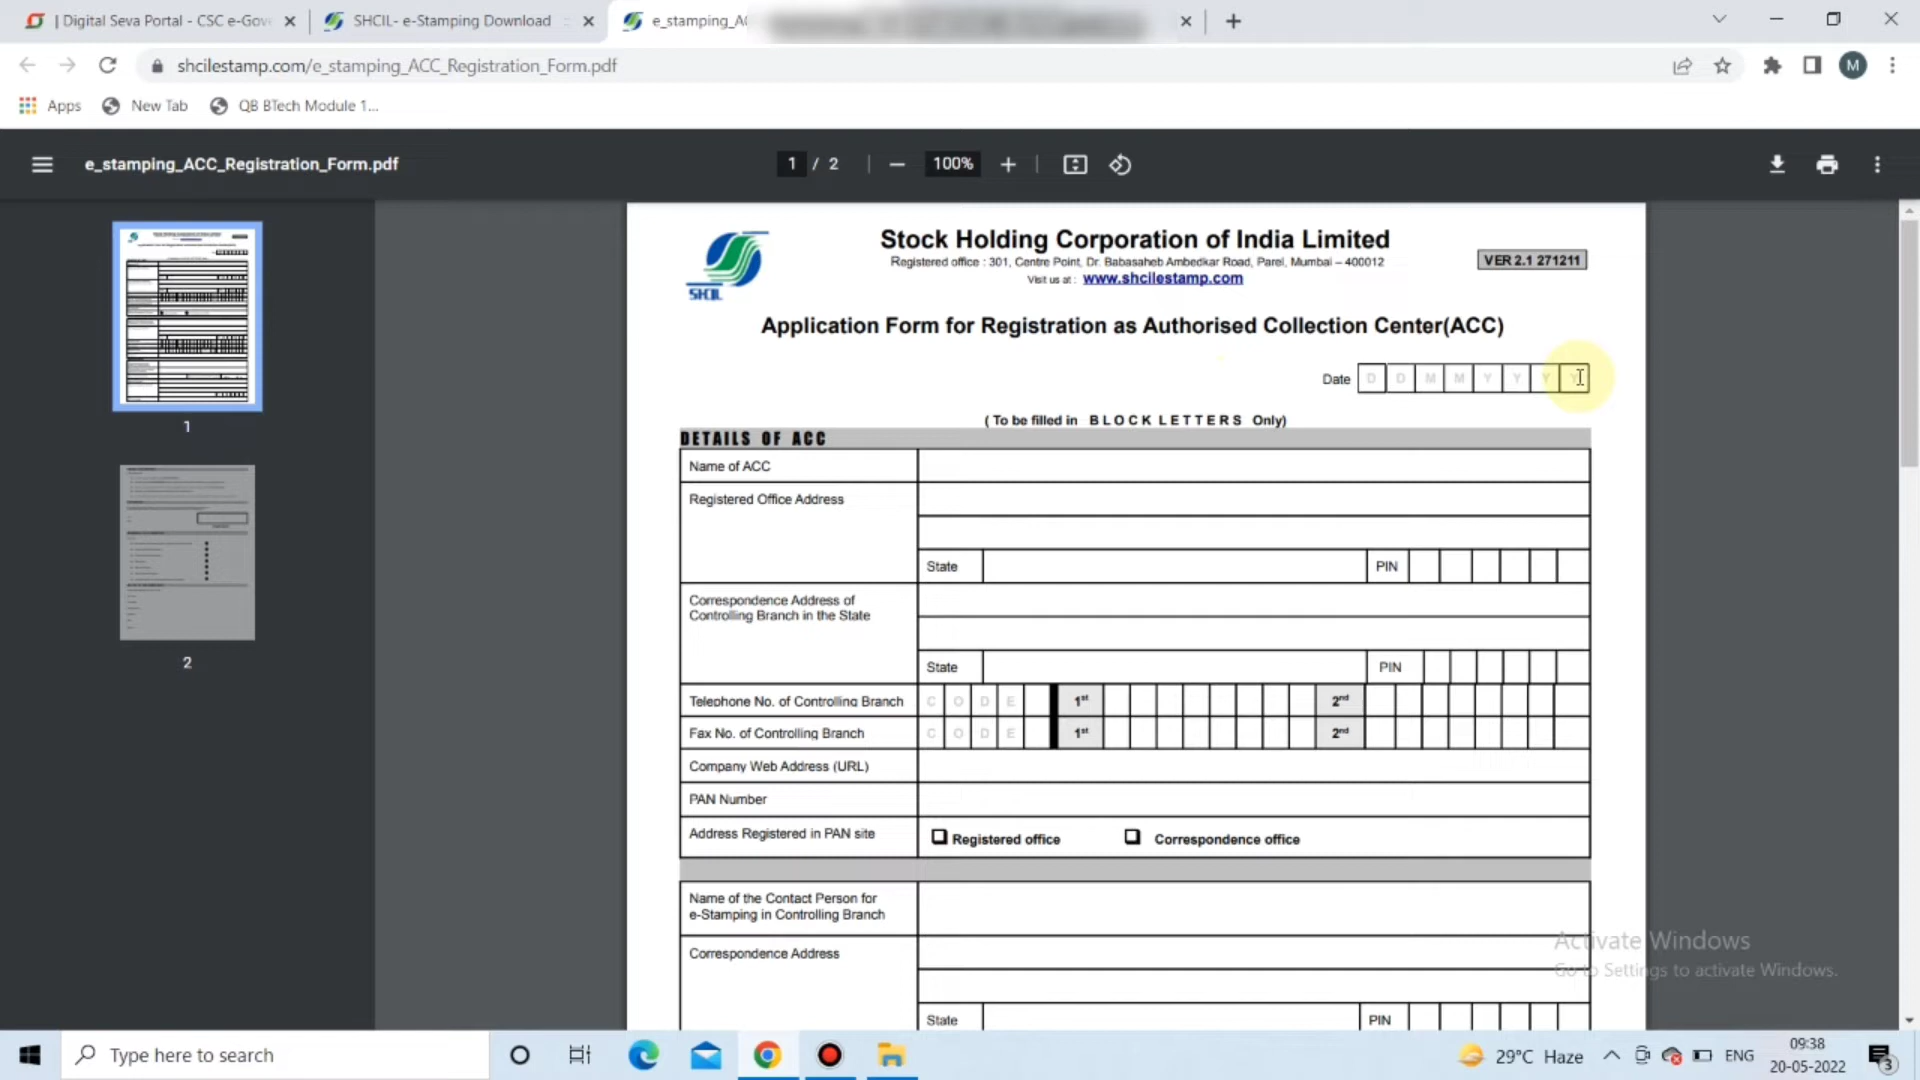 | Digital Seva Portal - CSC e-Gov
SHCIL- e-Stamping Download
e_stamping_AC
shcilestamp.com/e_stamping_ACC_Registration_Form.pdf
M
Apps
New Tab
QB BTech Module 1...
e_stamping_ACC_Registration_Form.pdf
1 / 2
100%
1
2
SHCIL
Stock Holding Corporation of India Limited
Registered office : 301, Centre Point, Dr. Babasaheb Ambedkar Road, Parel, Mumbai – 400012
Visit us at : www.shcilestamp.com
VER 2.1 271211
Application Form for Registration as Authorised Collection Center(ACC)
Date D D M M Y Y Y Y
( To be filled in B L O C K L E T T E R S Only)
DETAILS OF ACC
Name of ACC
Registered Office Address
State PIN
Correspondence Address of
Controlling Branch in the State
State PIN
Telephone No. of Controlling Branch C O D E 1st 2nd
Fax No. of Controlling Branch C O D E 1st 2nd
Company Web Address (URL)
PAN Number
Address Registered in PAN site Registered office Correspondence office
Name of the Contact Person for
e-Stamping in Controlling Branch
Correspondence Address
State PIN
Activate Windows
Go to Settings to activate Windows.
Type here to search
29°C Haze
ENG
09:38
20-05-2022
3